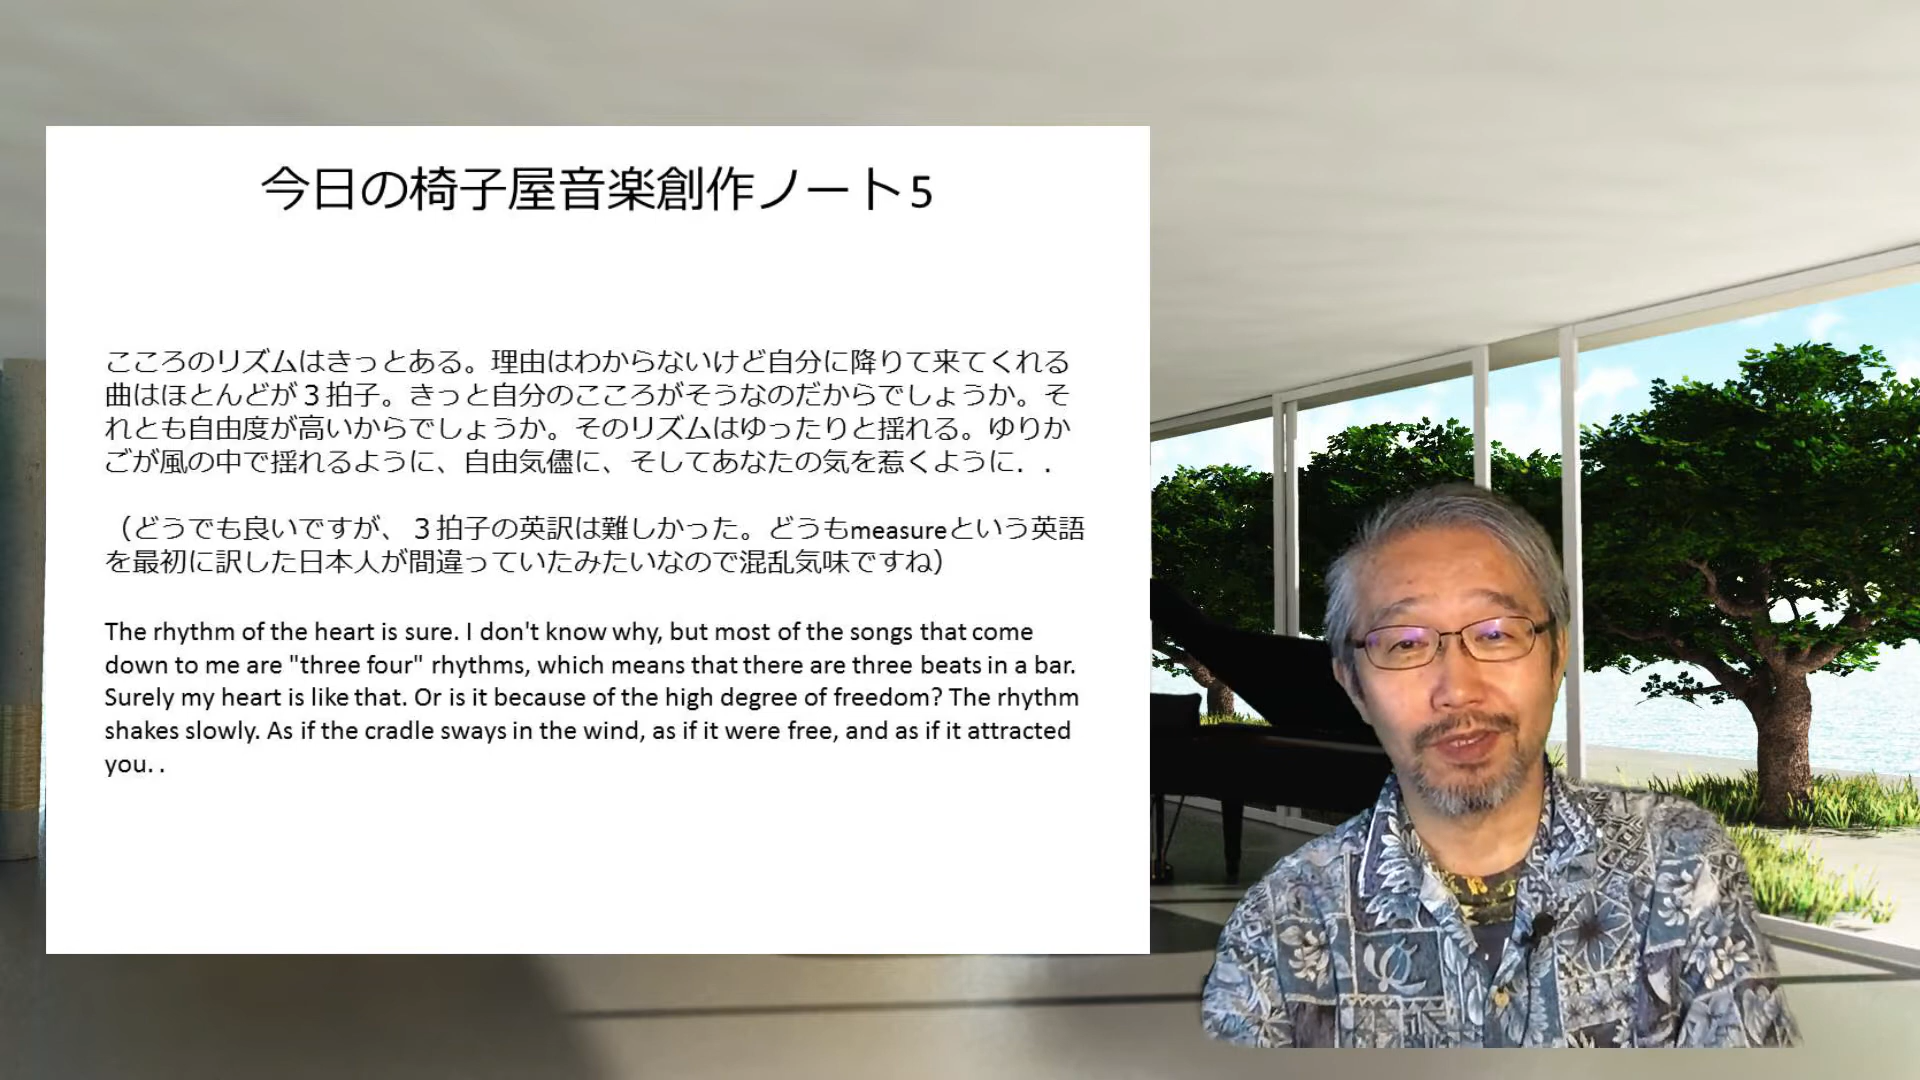 今日の椅子屋音楽創作ノート5
こころのリズムはきっとある。理由はわからないけど自分に降りて来てくれる
曲はほとんどが３拍子。きっと自分のこころがそうなのだからでしょうか。そ
れとも自由度が高いからでしょうか。そのリズムはゆったりと揺れる。ゆりか
ごが風の中で揺れるように、自由気儘に、そしてあなたの気を惹くように．．
（どうでも良いですが、３拍子の英訳は難しかった。どうもmeasureという英語
を最初に訳した日本人が間違っていたみたいなので混乱気味ですね）
The rhythm of the heart is sure. I don't know why, but most of the songs that come
down to me are "three four" rhythms, which means that there are three beats in a bar.
Surely my heart is like that. Or is it because of the high degree of freedom? The rhythm
shakes slowly. As if the cradle sways in the wind, as if it were free, and as if it attracted
you. .